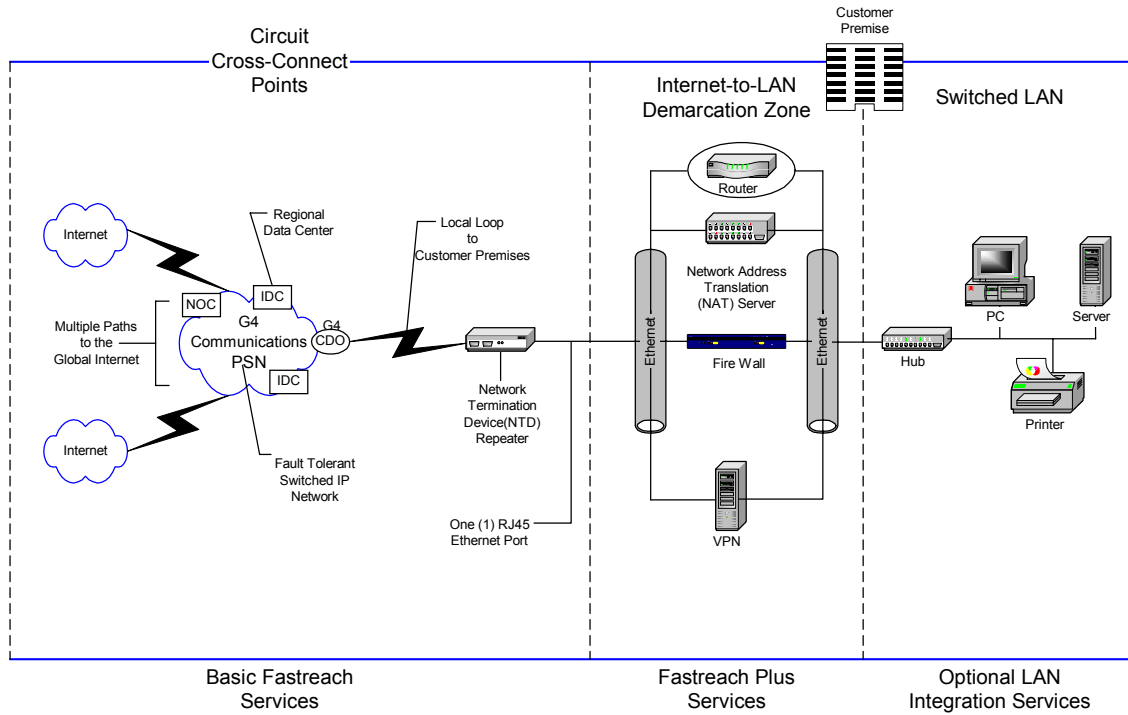 Customer
Premise
Circuit
Cross-Connect
Points
Internet-to-LAN
Demarcation Zone
Switched LAN
Internet
Regional
Data Center
Local Loop
to
Customer Premises
NOC
IDC
G4
Communications
PSN
G4
CDO
IDC
Multiple Paths
to the
Global Internet
Internet
Fault Tolerant
Switched IP
Network
Network
Termination
Device(NTD)
Repeater
One (1) RJ45
Ethernet Port
Router
Network Address
Translation
(NAT) Server
Ethernet
Fire Wall
Ethernet
VPN
Hub
PC
Server
Printer
Basic Fastreach
Services
Fastreach Plus
Services
Optional LAN
Integration Services